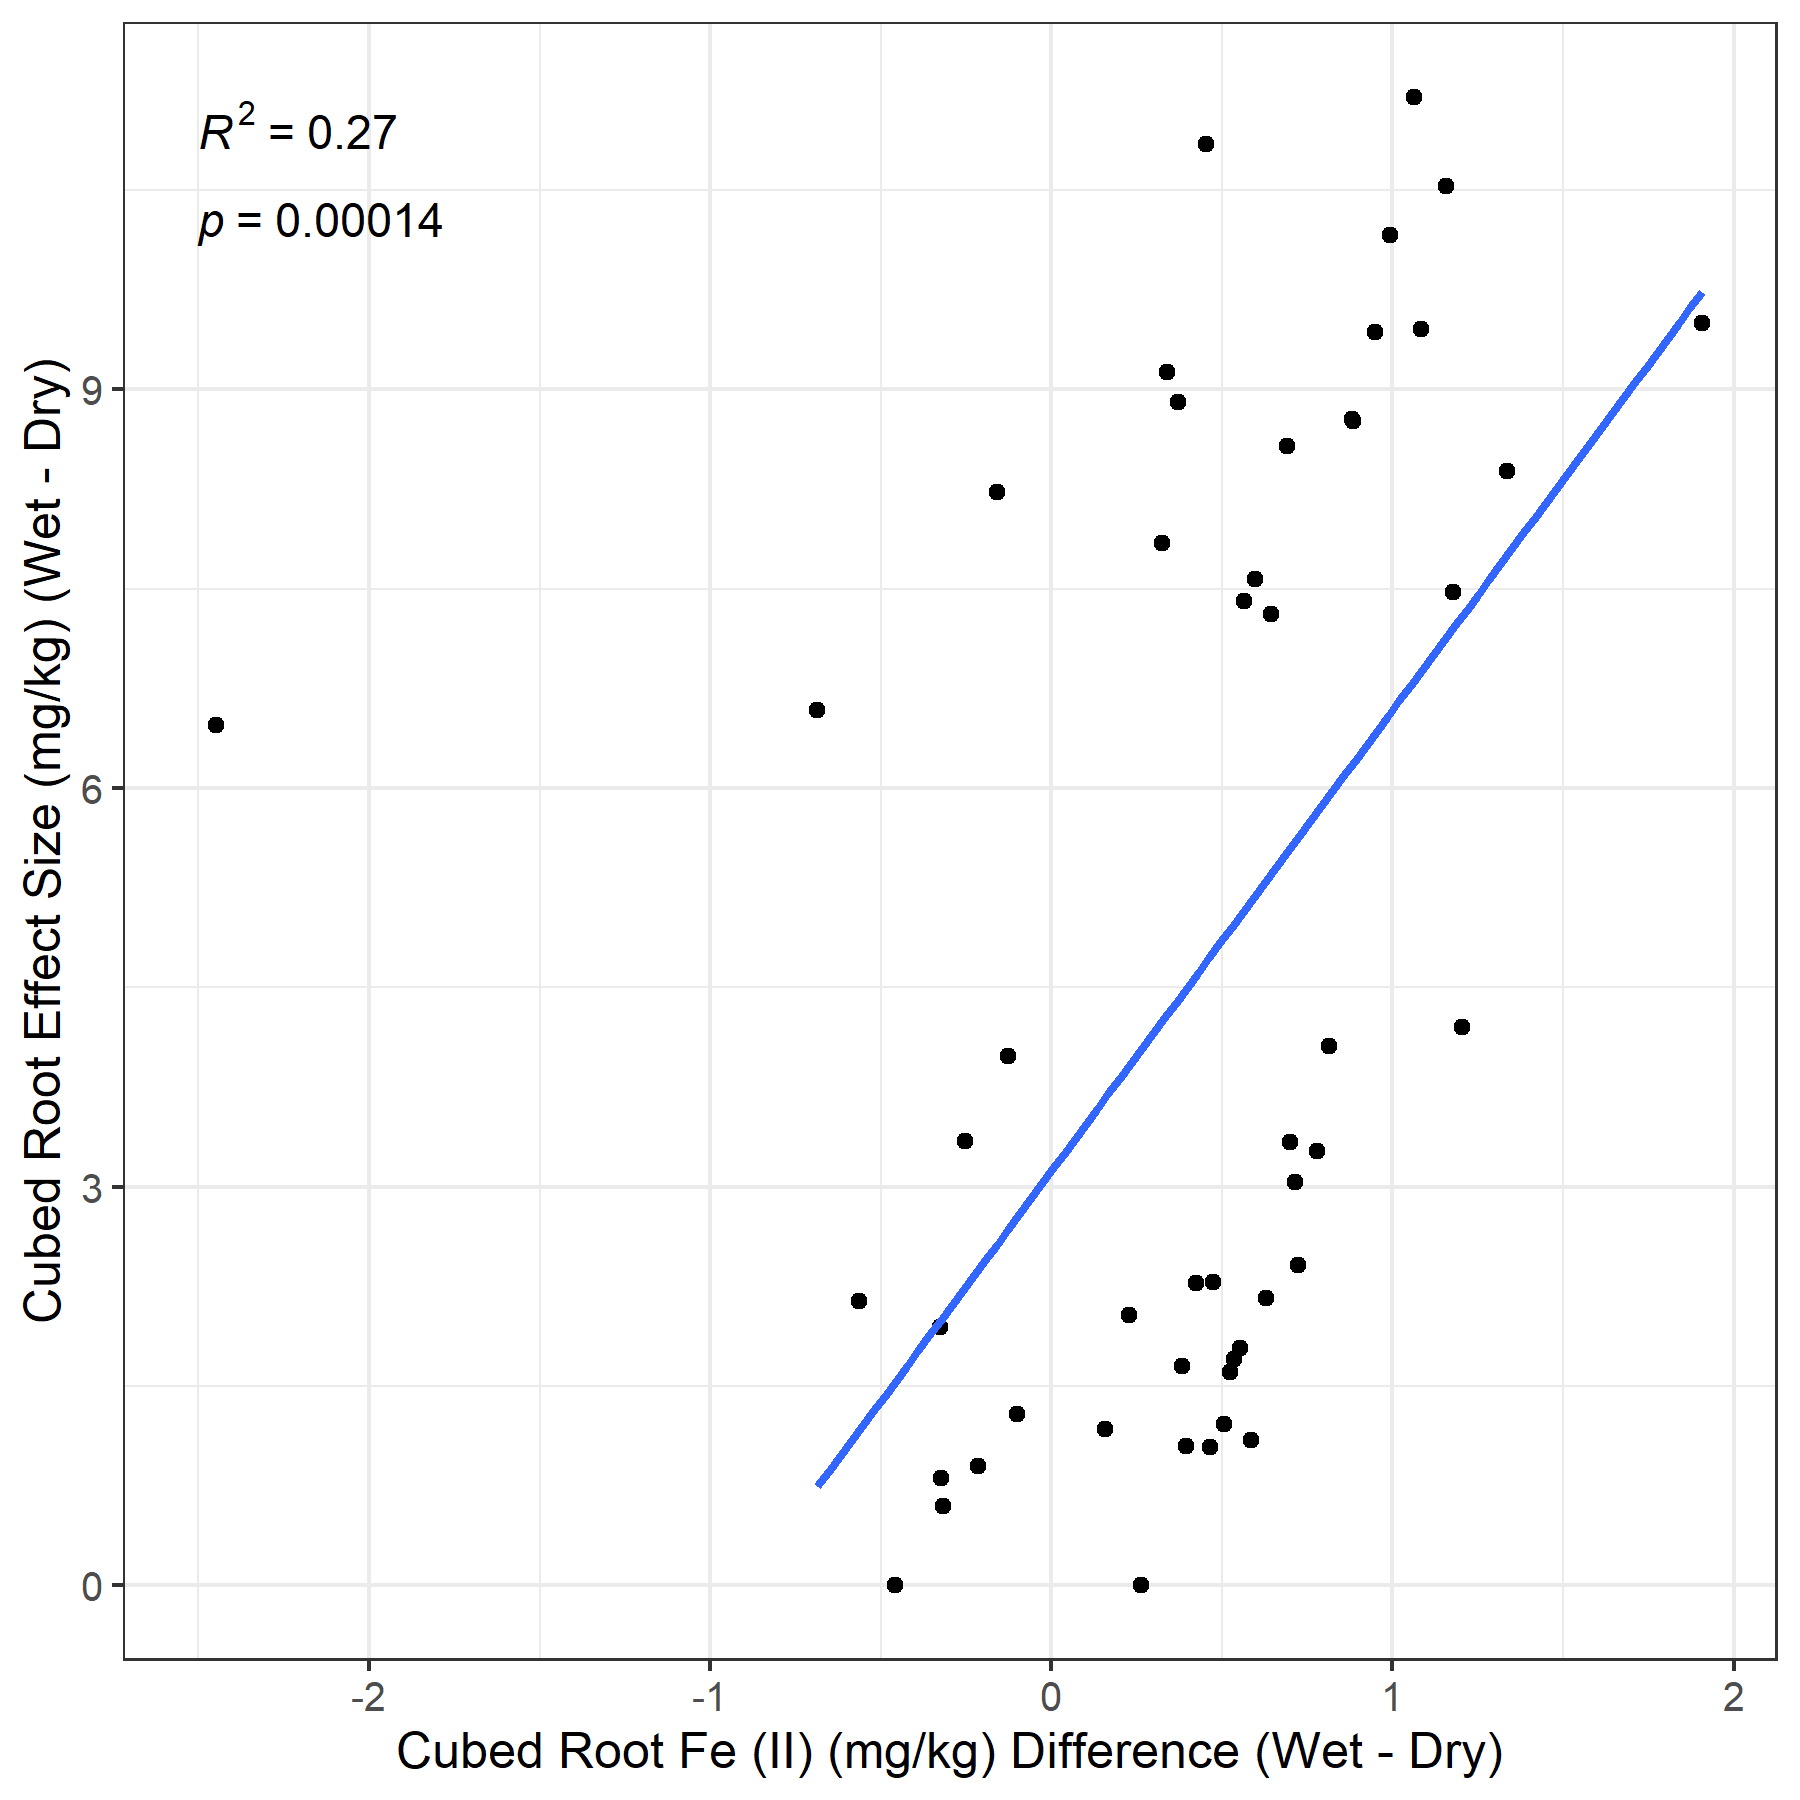 R² = 0.27
p = 0.00014
Cubed Root Effect Size (mg/kg) (Wet - Dry)
9
6
3
0
-2 -1 0 1 2
Cubed Root Fe (II) (mg/kg) Difference (Wet - Dry)